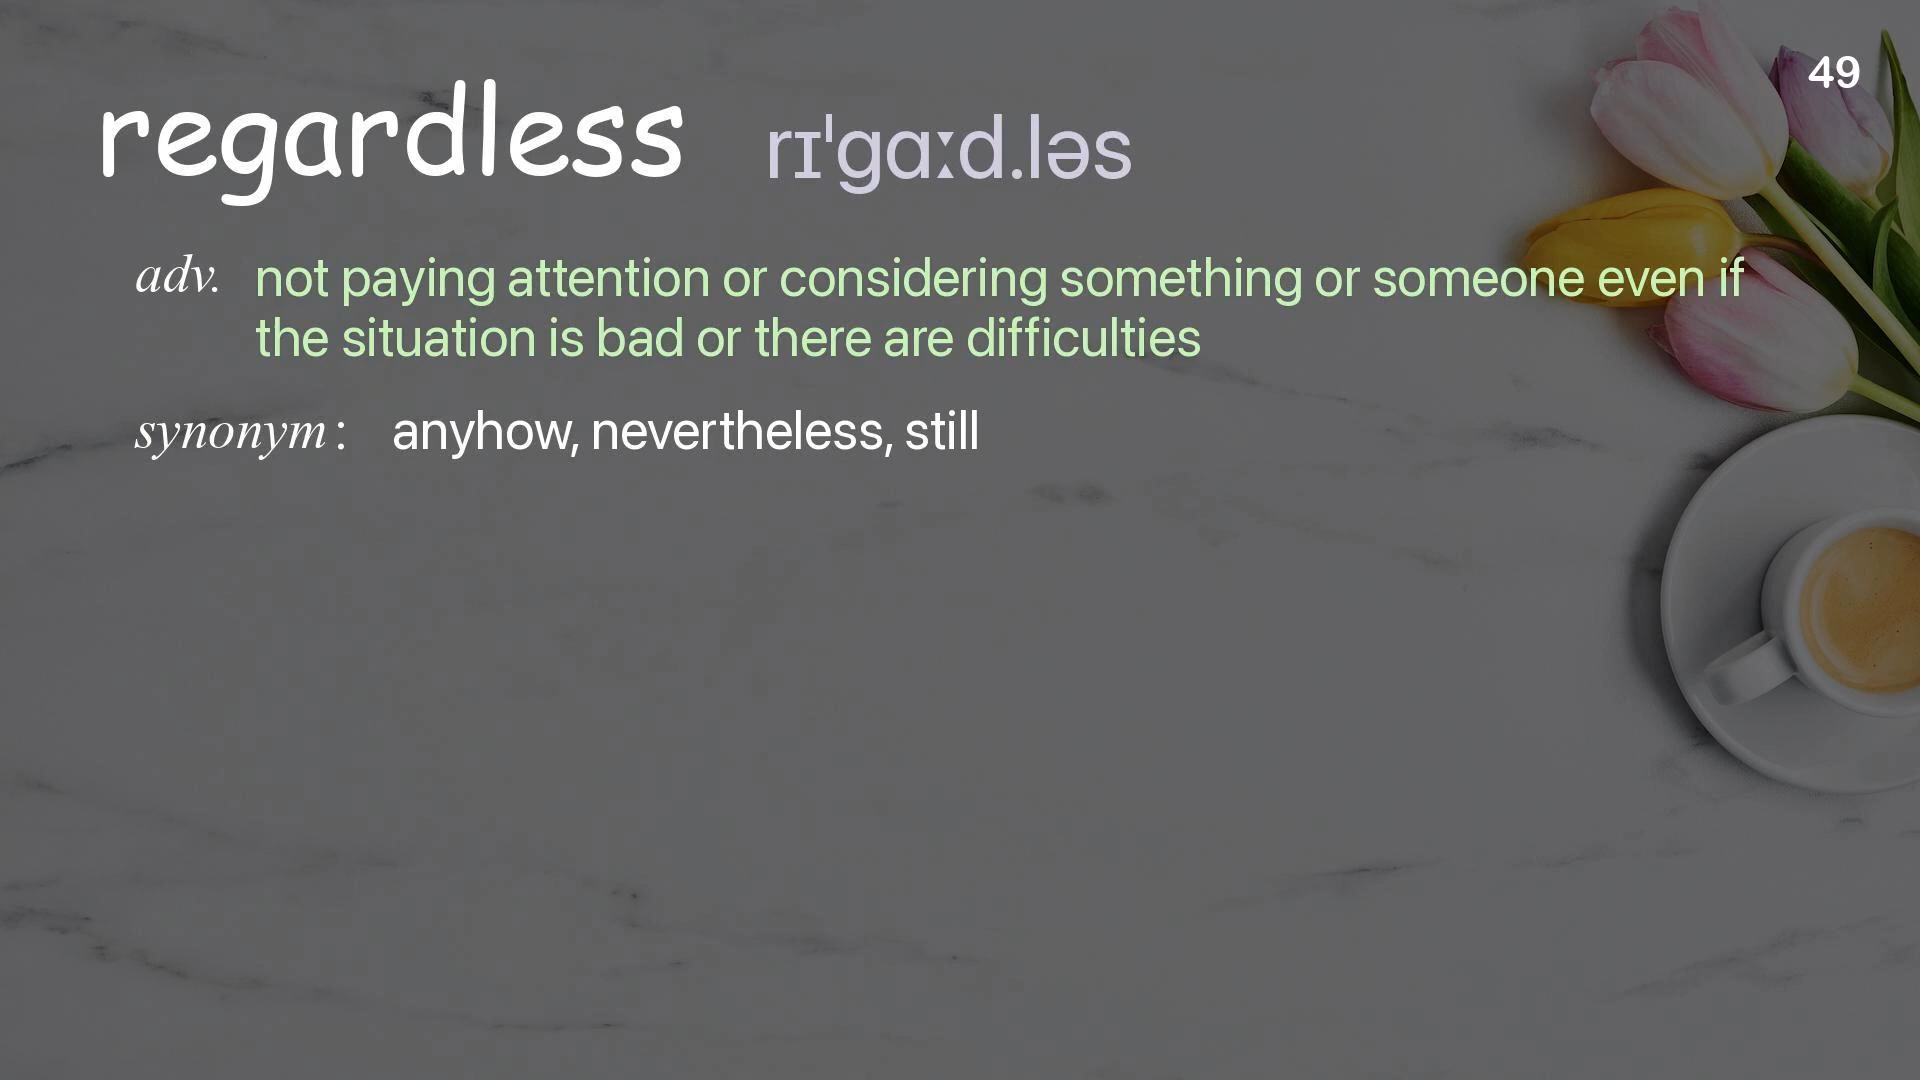 49
regardless rɪˈɡɑːd.ləs
adv. not paying attention or considering something or someone even if
the situation is bad or there are difficulties
synonym : anyhow, nevertheless, still